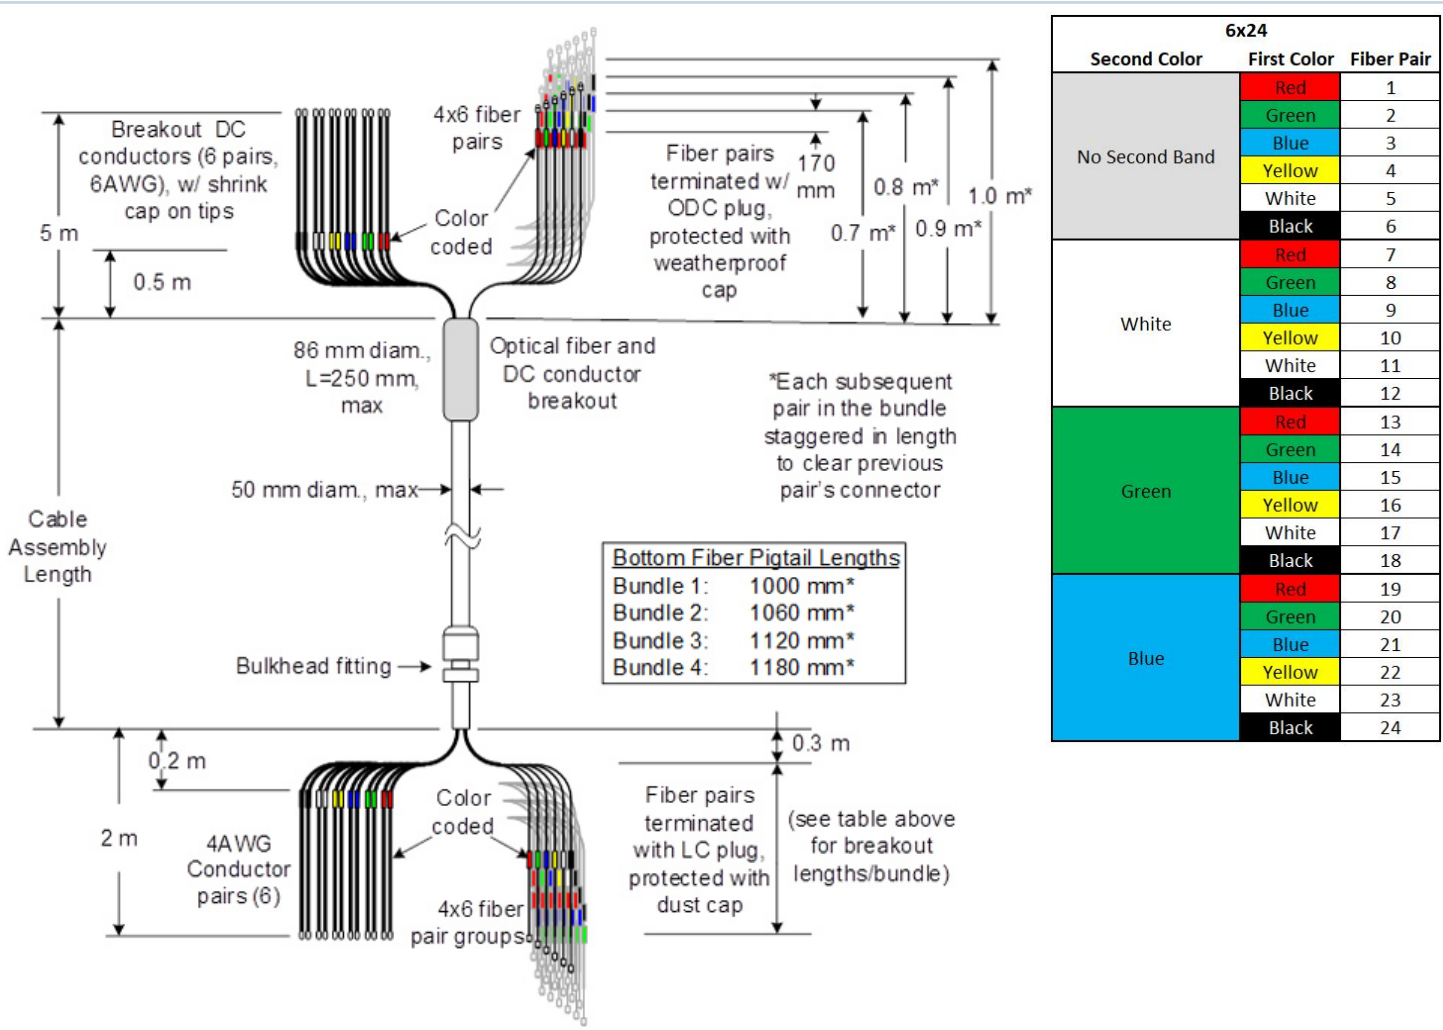 Breakout DC
conductors (6 pairs,
6AWG), w/ shrink
cap on tips
5 m
0.5 m
4x6 fiber
pairs
Color
coded
Fiber pairs
terminated w/
ODC plug,
protected with
weatherproof
cap
170
mm
0.7 m*
0.8 m*
0.9 m*
1.0 m*
86 mm diam.,
L=250 mm,
max
Optical fiber and
DC conductor
breakout
*Each subsequent
pair in the bundle
staggered in length
to clear previous
pair's connector
50 mm diam., max
Cable
Assembly
Length
Bottom Fiber Pigtail Lengths
Bundle 1: 1000 mm*
Bundle 2: 1060 mm*
Bundle 3: 1120 mm*
Bundle 4: 1180 mm*
Bulkhead fitting
0.2 m
2 m
0.3 m
4AWG
Conductor
pairs (6)
Color
coded
4x6 fiber
pair groups
Fiber pairs
terminated
with LC plug,
protected with
dust cap
(see table above
for breakout
lengths/bundle)
6x24
Second Color First Color Fiber Pair
Red 1
Green 2
Blue 3
No Second Band
Yellow 4
White 5
Black 6
Red 7
Green 8
Blue 9
White
Yellow 10
White 11
Black 12
Red 13
Green 14
Blue 15
Green
Yellow 16
White 17
Black 18
Red 19
Green 20
Blue 21
Blue
Yellow 22
White 23
Black 24